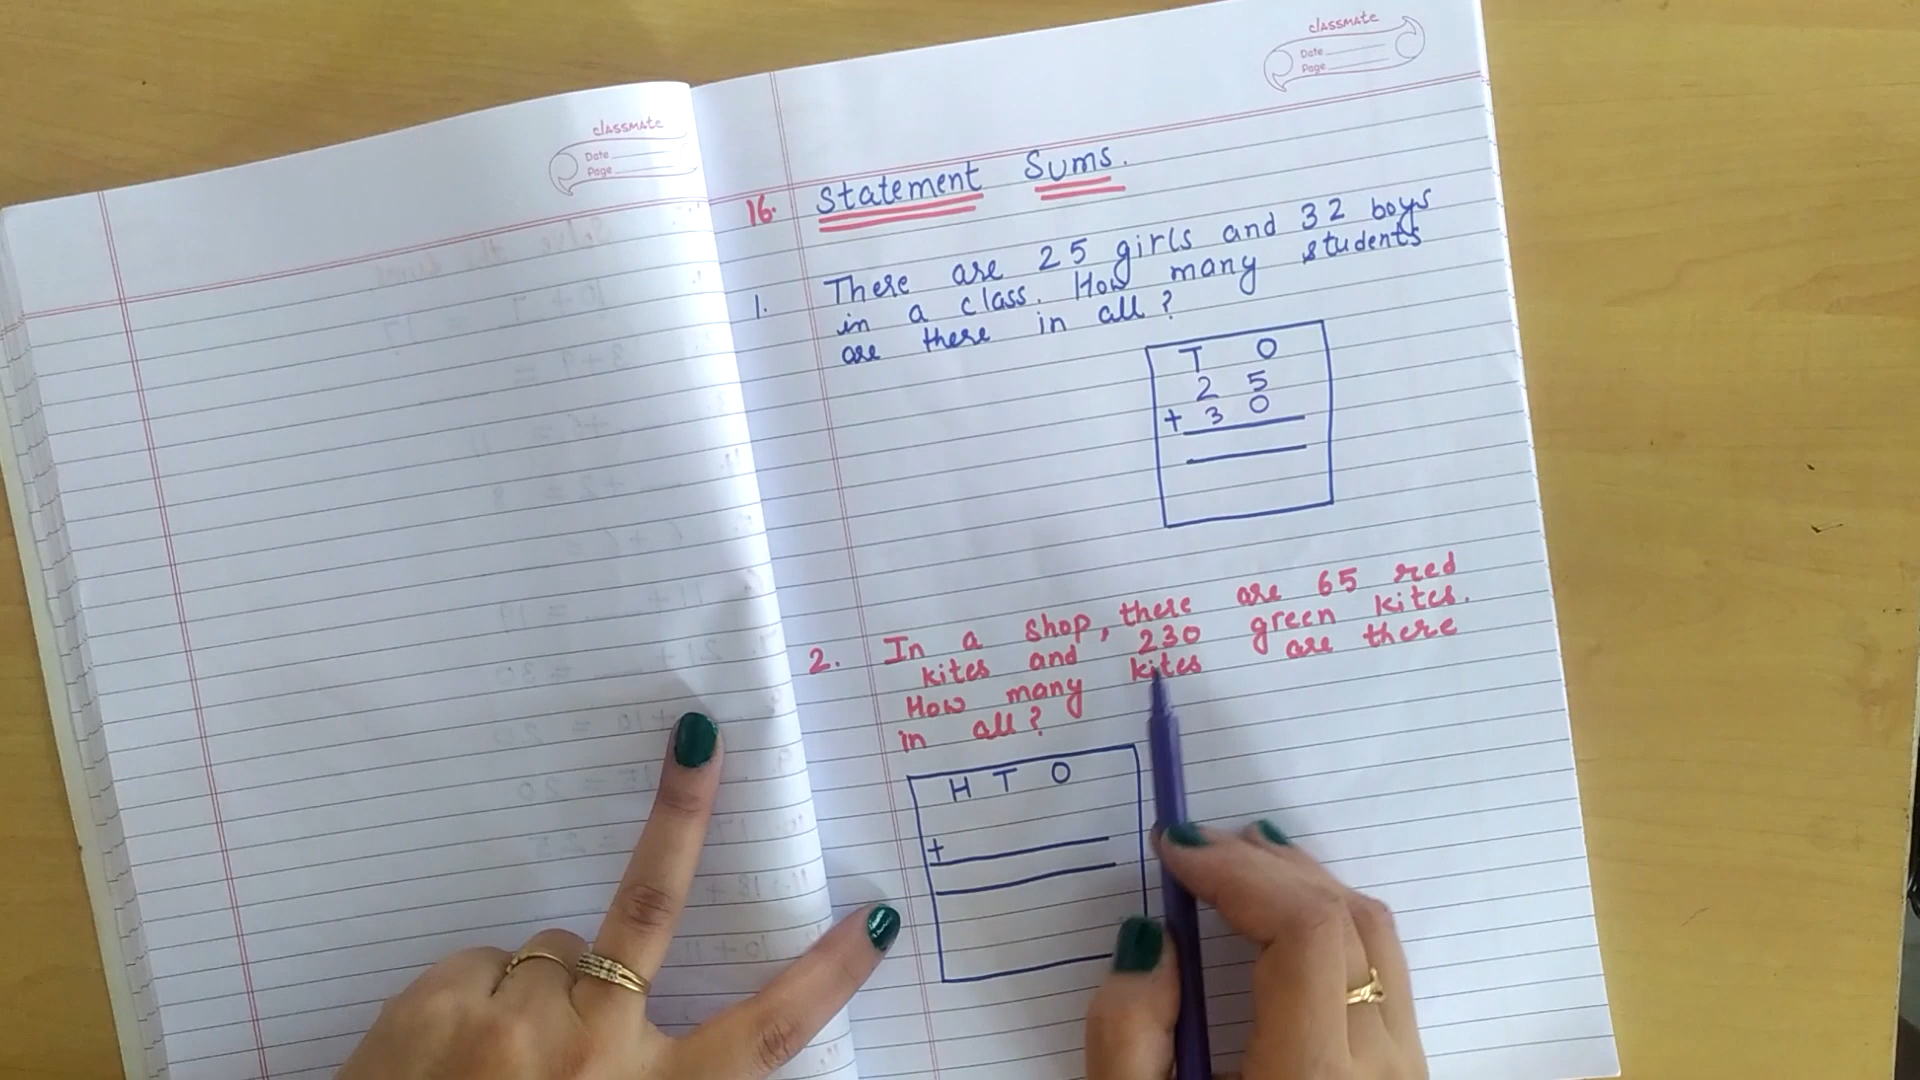 classmate
Date
Page
classmate
Date
Page
16. Statement Sums.
1. There are 25 girls and 32 boys
in a class. How many students
are there in all?
T O
2 5
+ 3 0
2. In a shop, there are 65 red
kites and 230 green kites.
How many kites are there
in all?
H T O
+